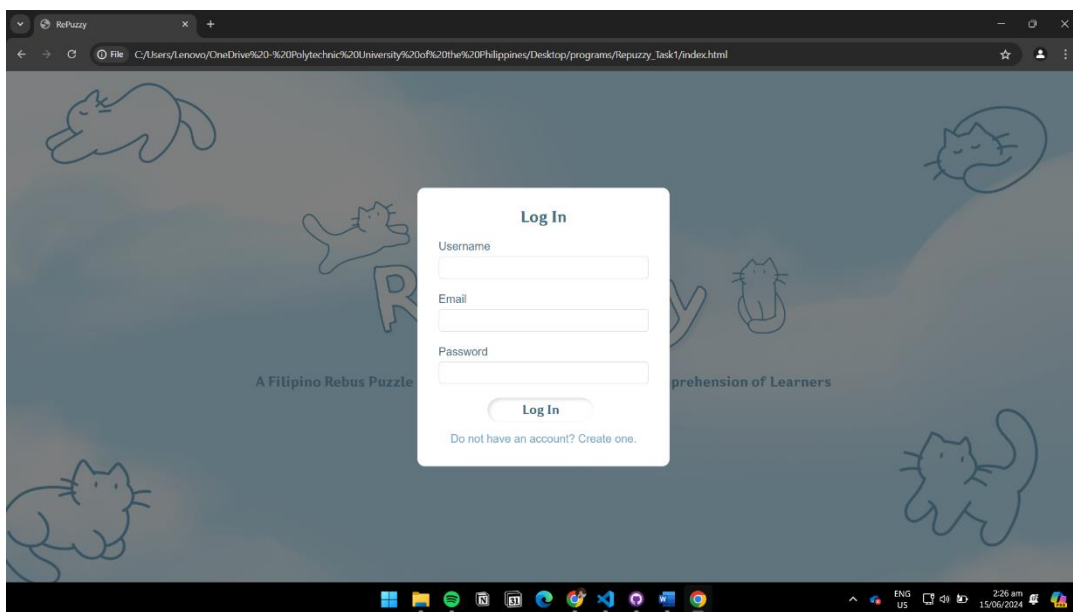 RePuzzy
File C:/Users/Lenovo/OneDrive%20-%20Polytechnic%20University%20of%20the%20Philippines/Desktop/programs/Repuzzy_Task1/index.html
Log In
Username
Email
Password
A Filipino Rebus Puzzle
prehension of Learners
Log In
Do not have an account? Create one.
ENG
US
2:26 am
15/06/2024